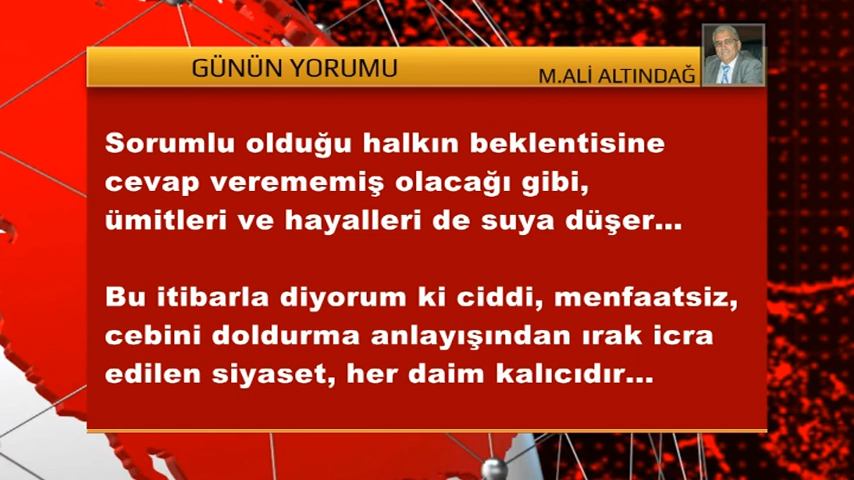 GÜNÜN YORUMU
M.ALİ ALTINDAĞ
Sorumlu olduğu halkın beklentisine
cevap verememiş olacağı gibi,
ümitleri ve hayalleri de suya düşer...
Bu itibarla diyorum ki ciddi, menfaatsiz,
cebini doldurma anlayışından ırak icra
edilen siyaset, her daim kalıcıdır...